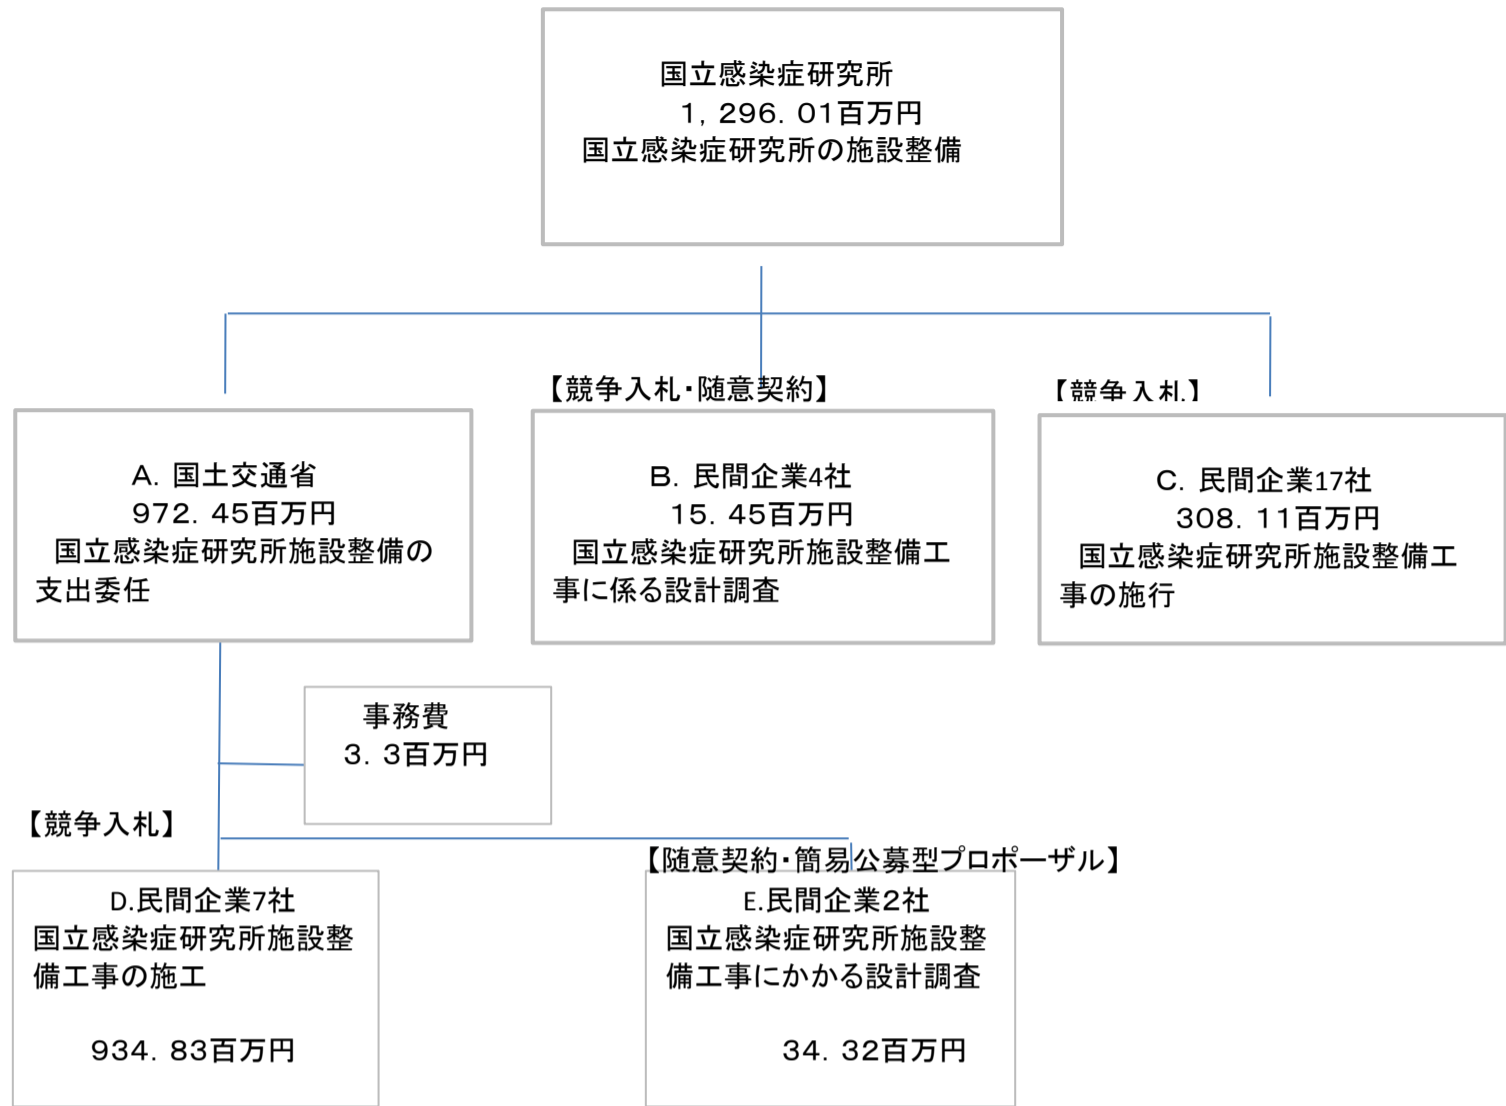 国立感染症研究所
1,296.01百万円
国立感染症研究所の施設整備
【競争入札・随意契約】
【競争入札】
A.国土交通省
972.45百万円
国立感染症研究所施設整備の
支出委任
B.民間企業4社
15.45百万円
国立感染症研究所施設整備工
事に係る設計調査
C.民間企業17社
308.11百万円
国立感染症研究所施設整備工
事の施行
事務費
3.3百万円
【競争入札】
【随意契約・簡易公募型プロポーザル】
D.民間企業7社
国立感染症研究所施設整
備工事の施工
934.83百万円
E.民間企業2社
国立感染症研究所施設整
備工事にかかる設計調査
34.32百万円